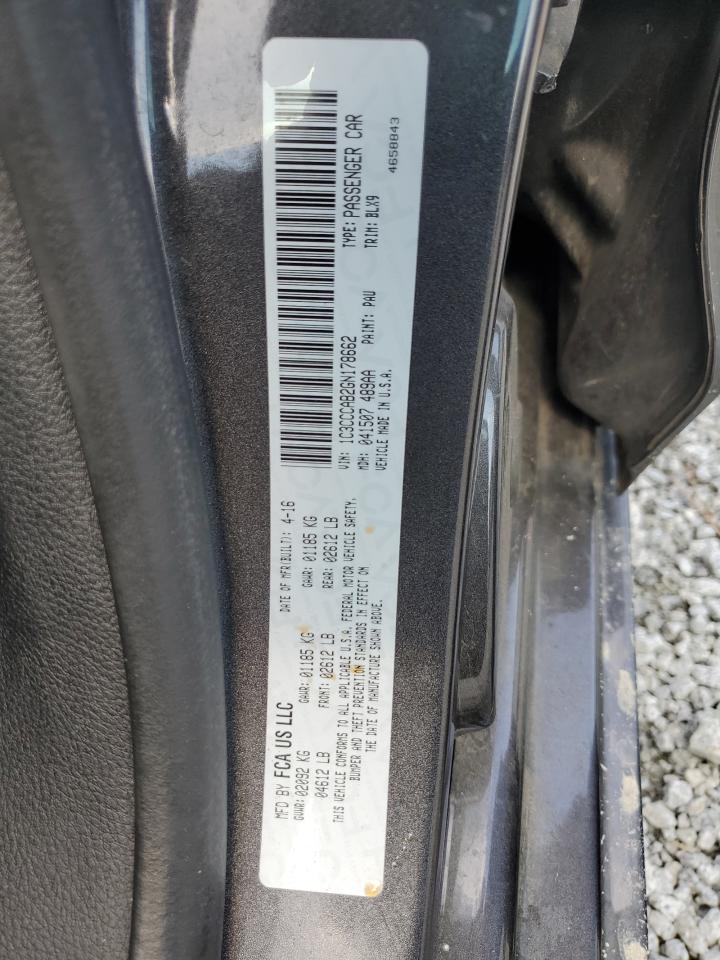 MFD BY FCA US LLC
DATE OF MFR(BUILT): 4-16
GVWR: 02092 KG
GAWR: 01185 KG
GAWR: 01185 KG
04612 LB
FRONT: 02612 LB
REAR: 02612 LB
THIS VEHICLE CONFORMS TO ALL APPLICABLE U.S.A. FEDERAL MOTOR VEHICLE SAFETY,
BUMPER AND THEFT PREVENTION STANDARDS IN EFFECT ON
THE DATE OF MANUFACTURE SHOWN ABOVE.
VIN: 1C3CCCAB2GN178662
TYPE: PASSENGER CAR
MDH: 041507 489AA
PAINT: PAU
TRIM: BLX9
VEHICLE MADE IN U.S.A.
4658843